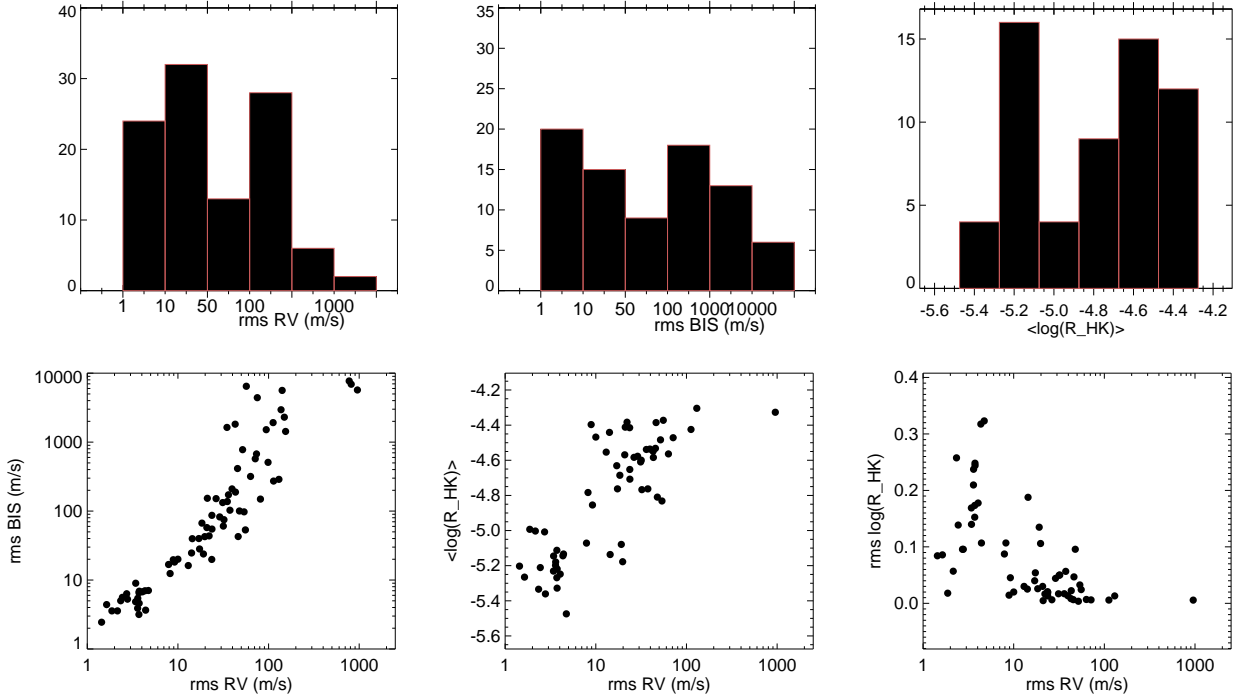 40
30
20
10
0
1 10 50 100 1000
rms RV (m/s)
35
30
25
20
15
10
5
0
1 10 50 100 1000 10000
rms BIS (m/s)
15
10
5
0
-5.6 -5.4 -5.2 -5.0 -4.8 -4.6 -4.4 -4.2
<log(R_HK)>
10000
1000
100
10
1
rms BIS (m/s)
1 10 100 1000
rms RV (m/s)
-4.2
-4.4
-4.6
-4.8
-5.0
-5.2
-5.4
-5.6
<log(R_HK)>
1 10 100 1000
rms RV (m/s)
0.4
0.3
0.2
0.1
0.0
rms log(R_HK)
1 10 100 1000
rms RV (m/s)